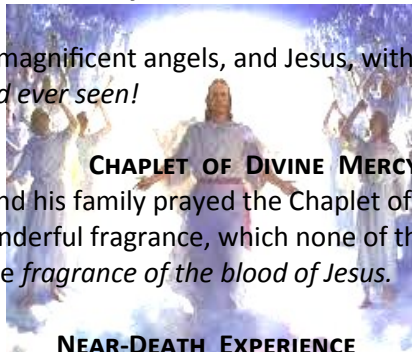 magnificent angels, and Jesus, with
d ever seen!
CHAPLET OF DIVINE MERCY
nd his family prayed the Chaplet of
nderful fragrance, which none of th
e fragrance of the blood of Jesus.
NEAR-DEATH EXPERIENCE